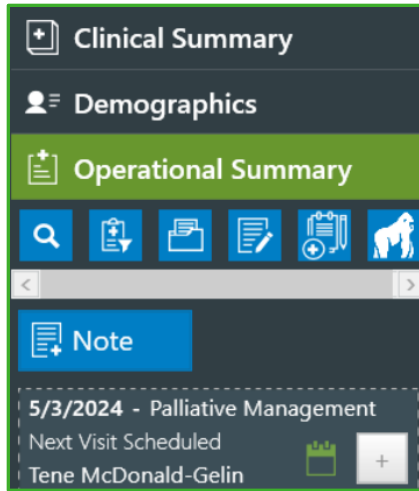 Clinical Summary
Demographics
Operational Summary
Note
5/3/2024 - Palliative Management
Next Visit Scheduled
Tene McDonald-Gelin